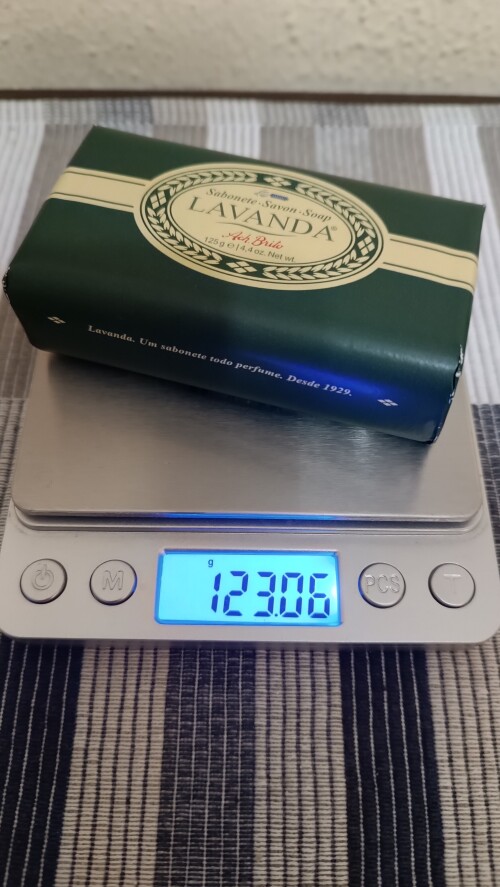 Sabonete·Savon·Soap
LAVANDA®
Ach Brito
125 g ℮ | 4,4 oz. Net wt.
Lavanda. Um sabonete todo perfume. Desde 1929.
g
123.06
M
PCS
T